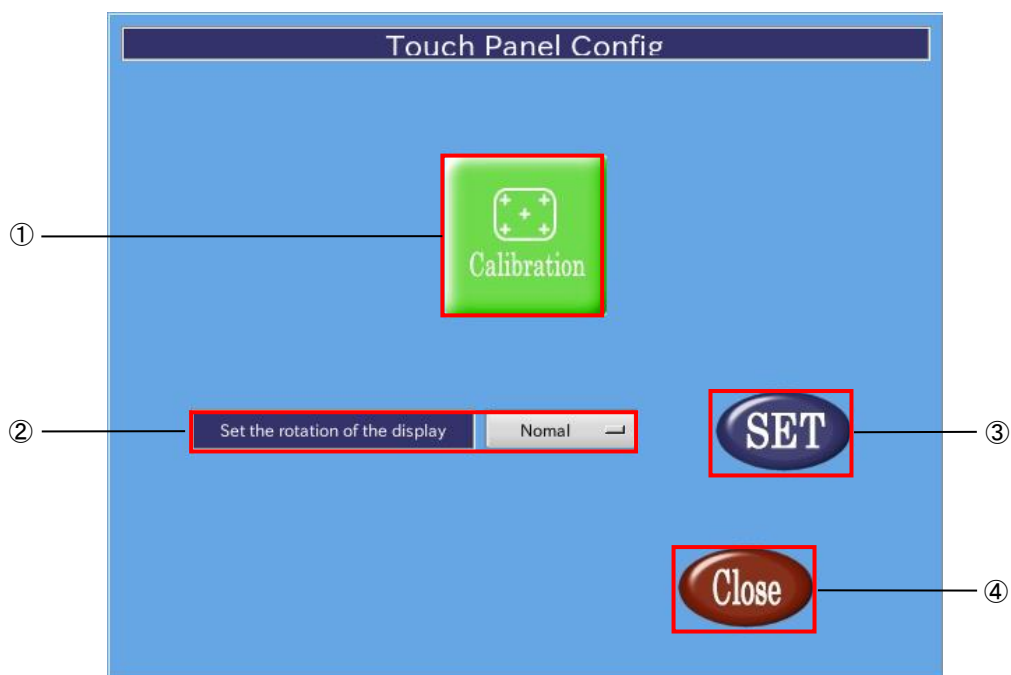 Touch Panel Config
①
Calibration
②
Set the rotation of the display
Nomal
SET
③
Close
④